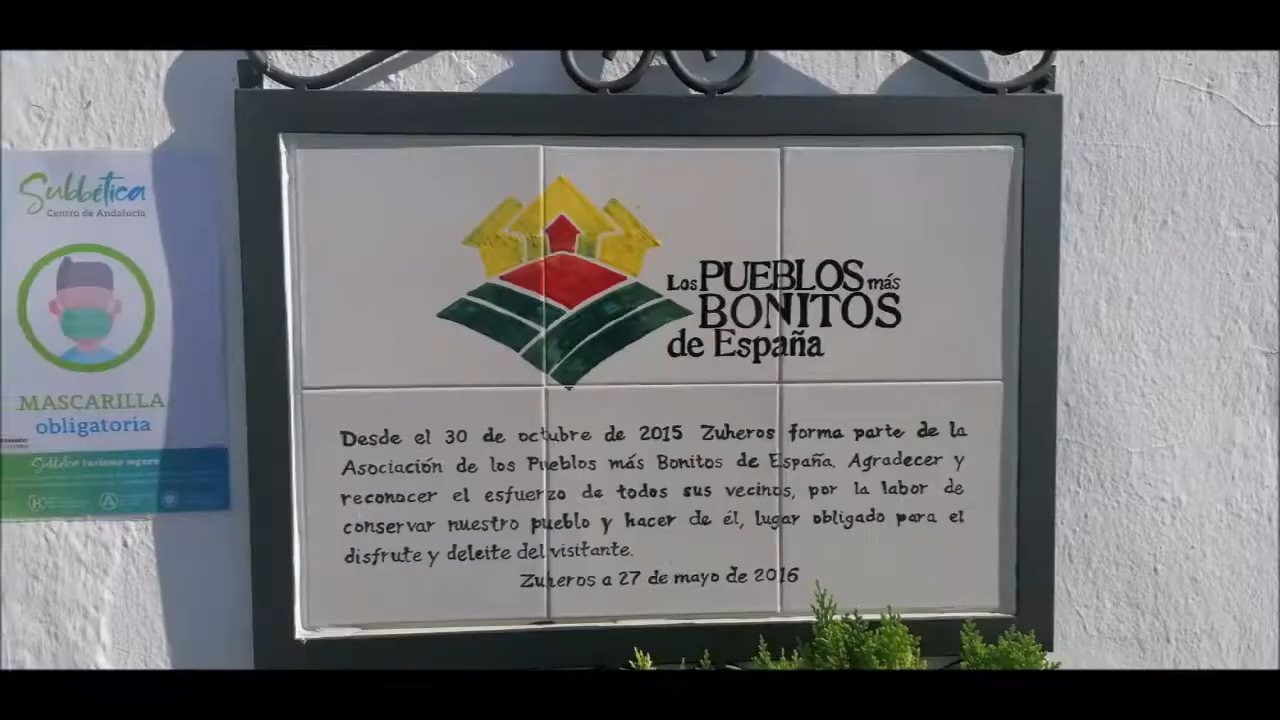 Subbética
Centro de Andalucía
MASCARILLA
obligatoria
Subbética turismo seguro
Los PUEBLOS más
BONITOS
de España
Desde el 30 de octubre de 2015 Zuheros forma parte de la
Asociación de los Pueblos más Bonitos de España. Agradecer y
reconocer el esfuerzo de todos sus vecinos, por la labor de
conservar nuestro pueblo y hacer de él, lugar obligado para el
disfrute y deleite del visitante.
Zuheros a 27 de mayo de 2016